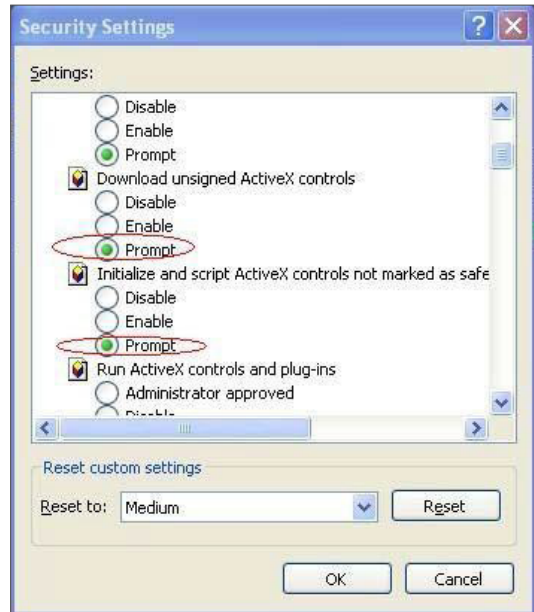 Security Settings
Settings:
Disable
Enable
Prompt
Download unsigned ActiveX controls
Disable
Enable
Prompt
Initialize and script ActiveX controls not marked as safe
Disable
Enable
Prompt
Run ActiveX controls and plug-ins
Administrator approved
Disable
Reset custom settings
Reset to: Medium Reset
OK Cancel